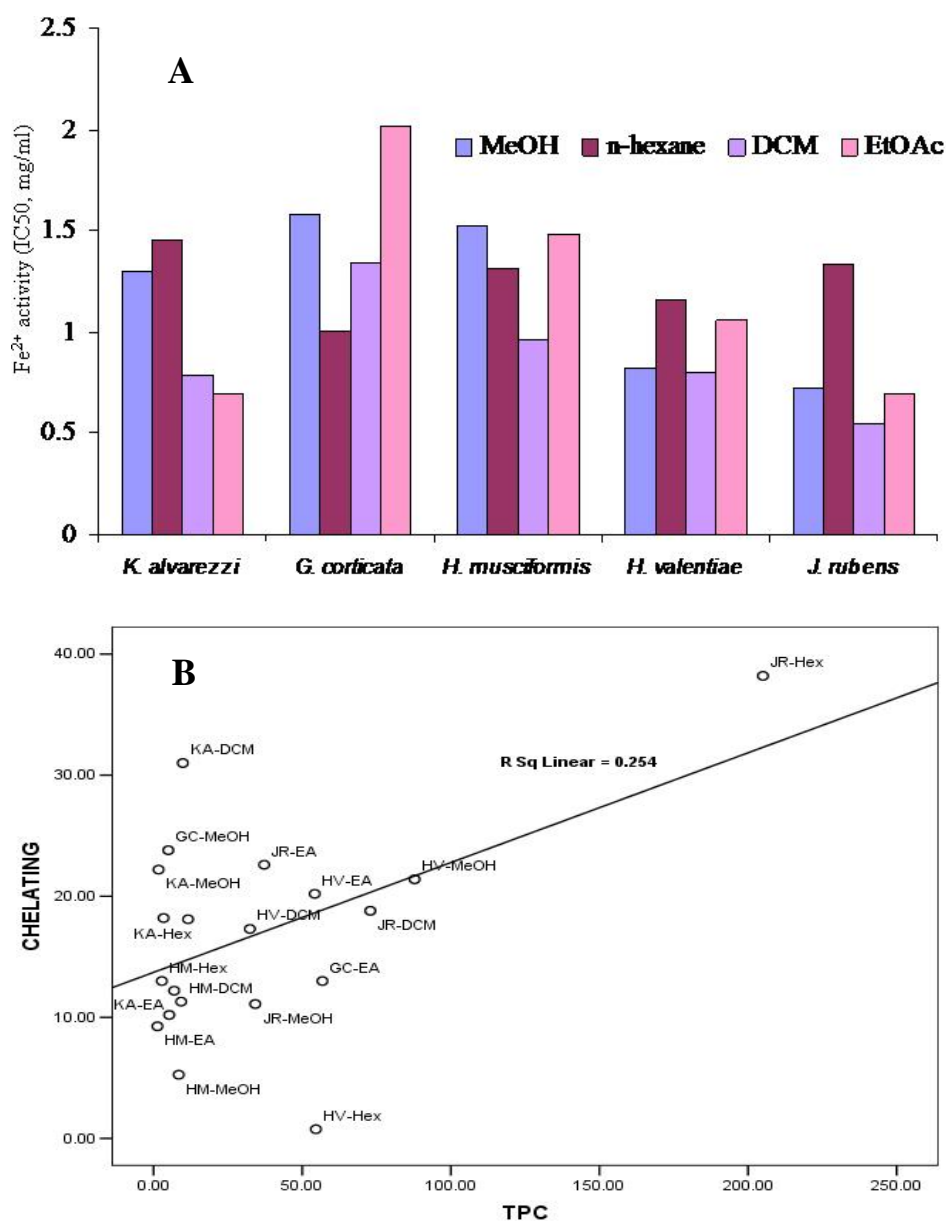 2.5
A
2
MeOH n-hexane DCM EtOAc
Fe²⁺ activity (IC50, mg/ml)
1.5
1
0.5
0
K. alvarezzi G. corticata H. musciformis H. valentiae J. rubens
40.00
B
JR-Hex
KA-DCM
R Sq Linear = 0.254
30.00
GC-MeOH
JR-EA
CHELATING
20.00
KA-MeOH
HV-EA
HV-MeOH
HV-DCM
JR-DCM
KA-Hex
HM-Hex
GC-EA
HM-DCM
KA-EA
10.00
JR-MeOH
HM-EA
HM-MeOH
HV-Hex
0.00
0.00 50.00 100.00 150.00 200.00 250.00
TPC